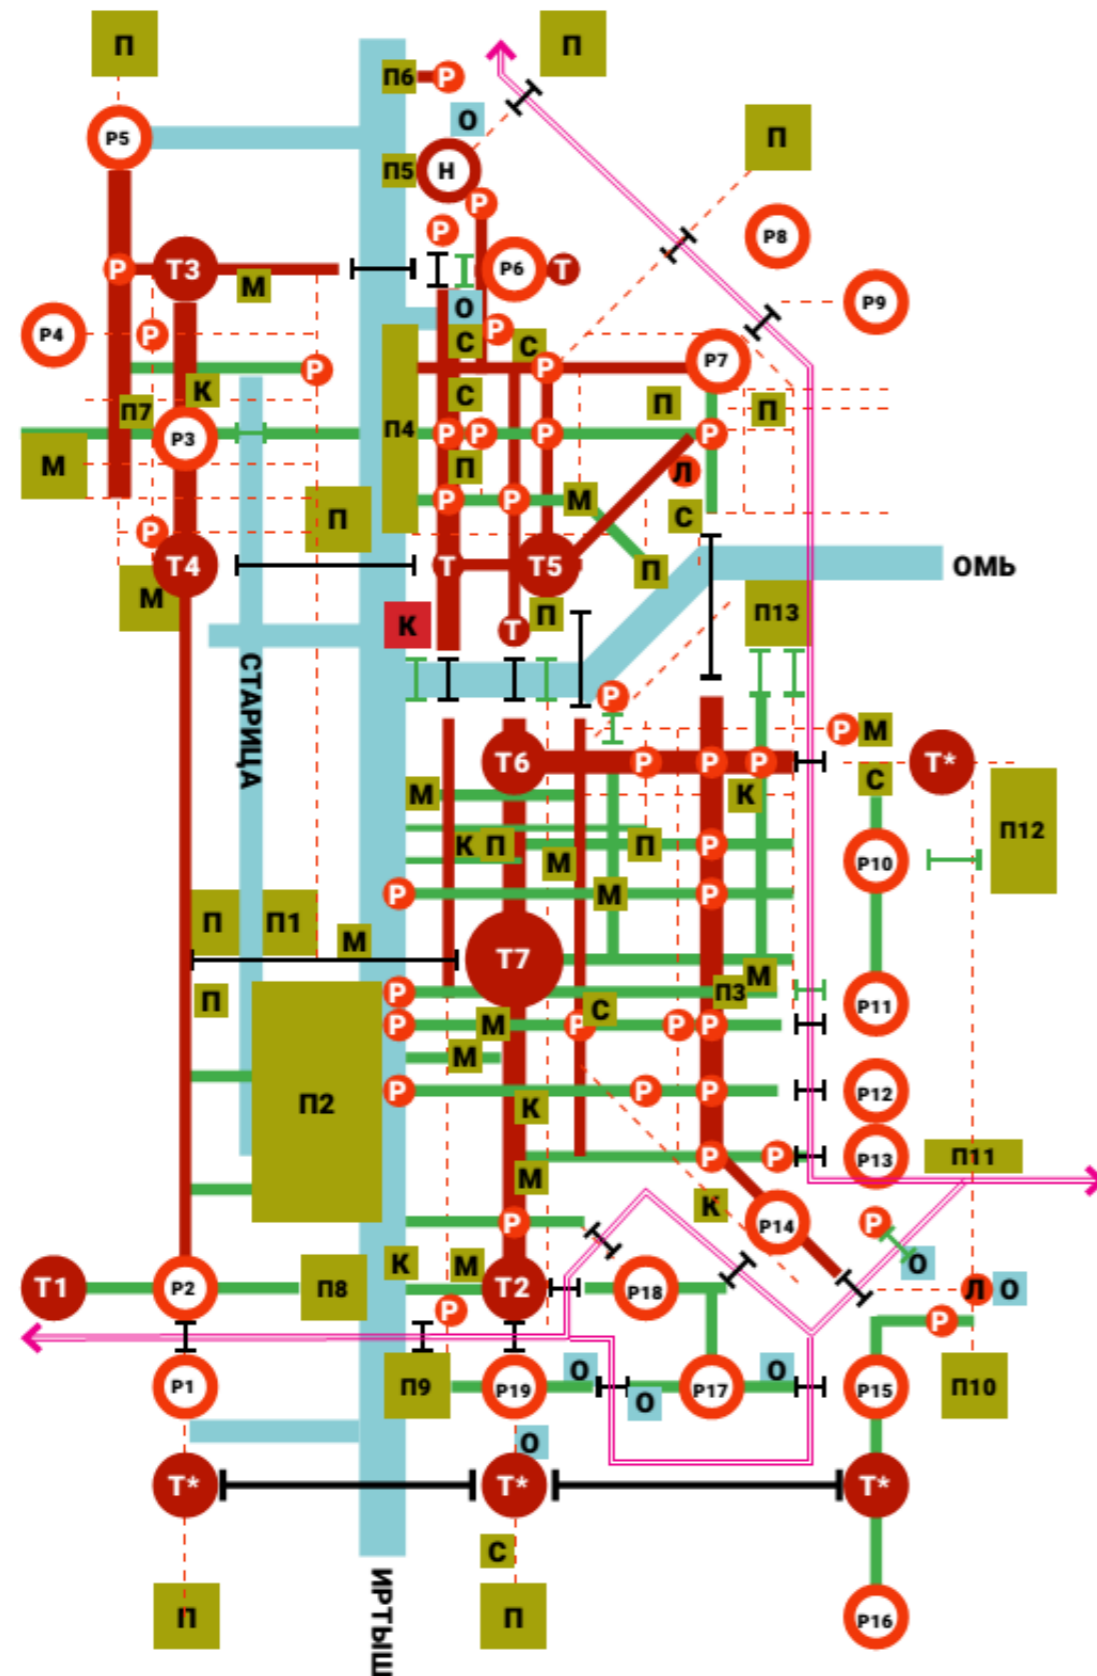 П
П
П6
Р
О
Р5
П
П5
Н
Р
Р
Р8
Р
Т3
Р6
Т
М
Р9
О
Р4
Р
Р
С
С
Р7
Р
Р
К
С
П
П
П7
Р3
П4
Р
Р
Р
Р
М
П
Л
Р
Р
М
П
С
Р
Т4
Т
Т5
П
ОМЬ
М
К
П
П13
Т
СТАРИЦА
Р
Р
М
Т6
Р
Р
Р
Т*
С
М
К
П12
К
П
П
Р
М
Р10
Р
М
Р
П
П1
М
Т7
М
П
Р
П3
Р11
С
Р
М
Р
Р
Р
М
П2
Р
Р
Р
Р12
К
Р
Р
Р13
П11
М
К
Р
Р14
Р
К
М
О
Т1
Р2
П8
Т2
Р18
Л
О
Р
Р
Р1
П9
Р19
О
О
Р17
О
Р15
П10
О
Т*
Т*
Т*
С
ИРТЫШ
П
П
Р16